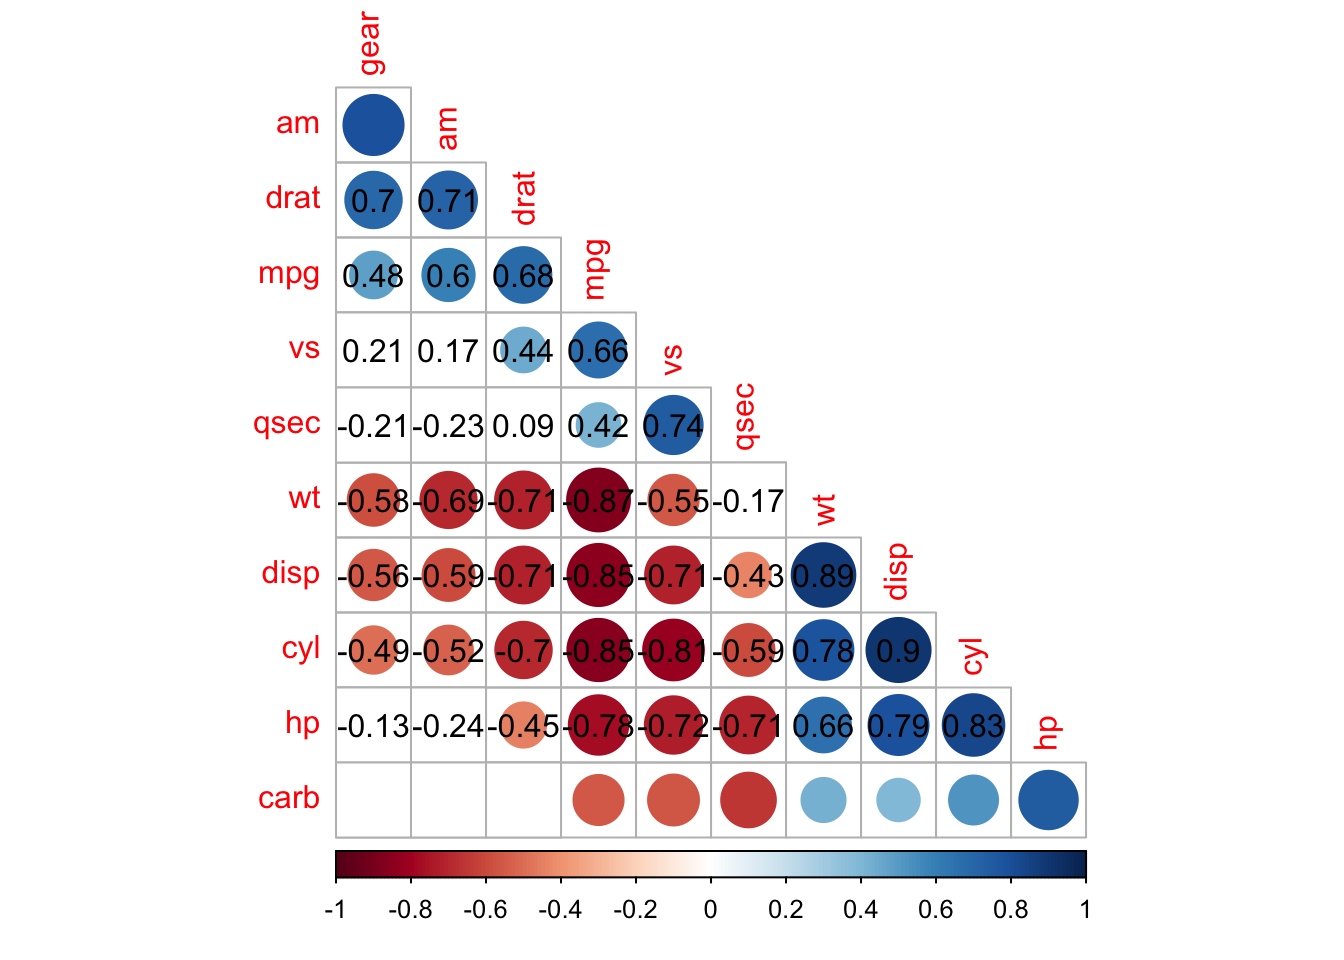 gear
am am
drat 0.7 0.71 drat
mpg 0.48 0.6 0.68 mpg
vs 0.21 0.17 0.44 0.66 vs
qsec -0.21 -0.23 0.09 0.42 0.74 qsec
wt -0.58 -0.69 -0.71 -0.87 -0.55 -0.17 wt
disp -0.56 -0.59 -0.71 -0.85 -0.71 -0.43 0.89 disp
cyl -0.49 -0.52 -0.7 -0.85 -0.81 -0.59 0.78 0.9 cyl
hp -0.13 -0.24 -0.45 -0.78 -0.72 -0.71 0.66 0.79 0.83 hp
carb
-1 -0.8 -0.6 -0.4 -0.2 0 0.2 0.4 0.6 0.8 1